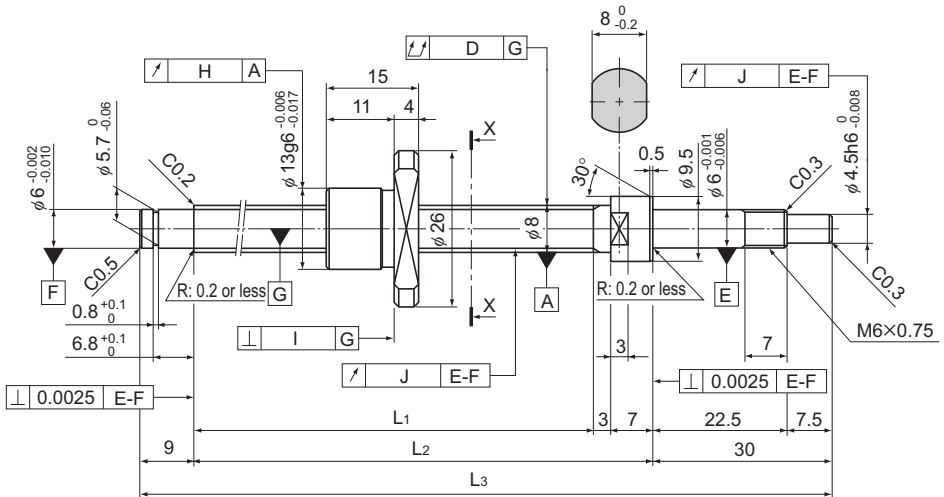 8 0 -0.2
⌰ D G
↗ H A
↗ J E-F
15
11
4
X
φ6 -0.002 -0.010
φ5.7 0 -0.06
C0.2
φ13g6 -0.006 -0.017
30°
0.5
φ9.5
φ6 -0.001 -0.006
C0.3
φ4.5h6 0 -0.008
φ26
φ8
F
C0.5
R: 0.2 or less
G
A
R: 0.2 or less
E
C0.3
0.8 +0.1 0
X
M6×0.75
6.8 +0.1 0
⊥ I G
3
7
↗ J E-F
⊥ 0.0025 E-F
⊥ 0.0025 E-F
L1
3
7
22.5
7.5
9
L2
30
L3